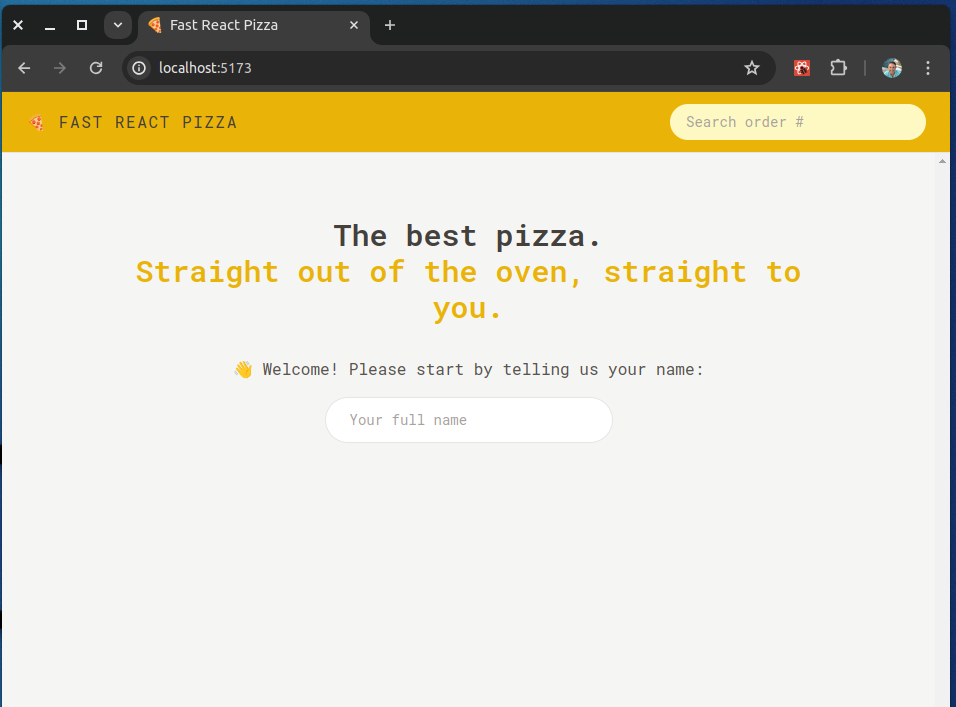 Fast React Pizza
localhost:5173
FAST REACT PIZZA
Search order #
The best pizza.
Straight out of the oven, straight to
you.
👋 Welcome! Please start by telling us your name:
Your full name